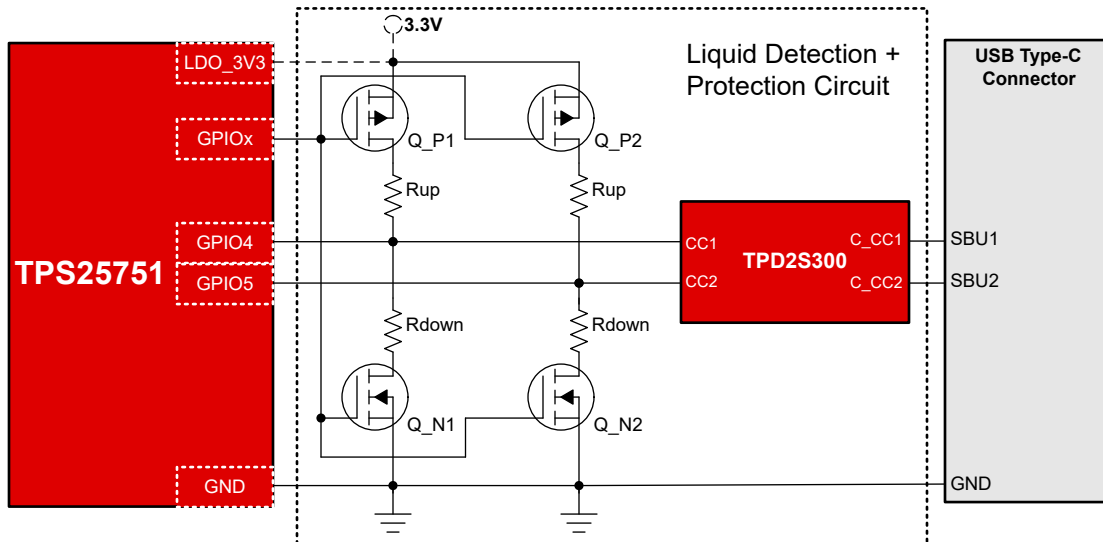 3.3V
LDO_3V3
Liquid Detection +
Protection Circuit
USB Type-C
Connector
GPIOx
Q_P1
Q_P2
Rup
Rup
GPIO4
CC1
C_CC1
SBU1
TPS25751
TPD2S300
GPIO5
CC2
C_CC2
SBU2
Rdown
Rdown
Q_N1
Q_N2
GND
GND